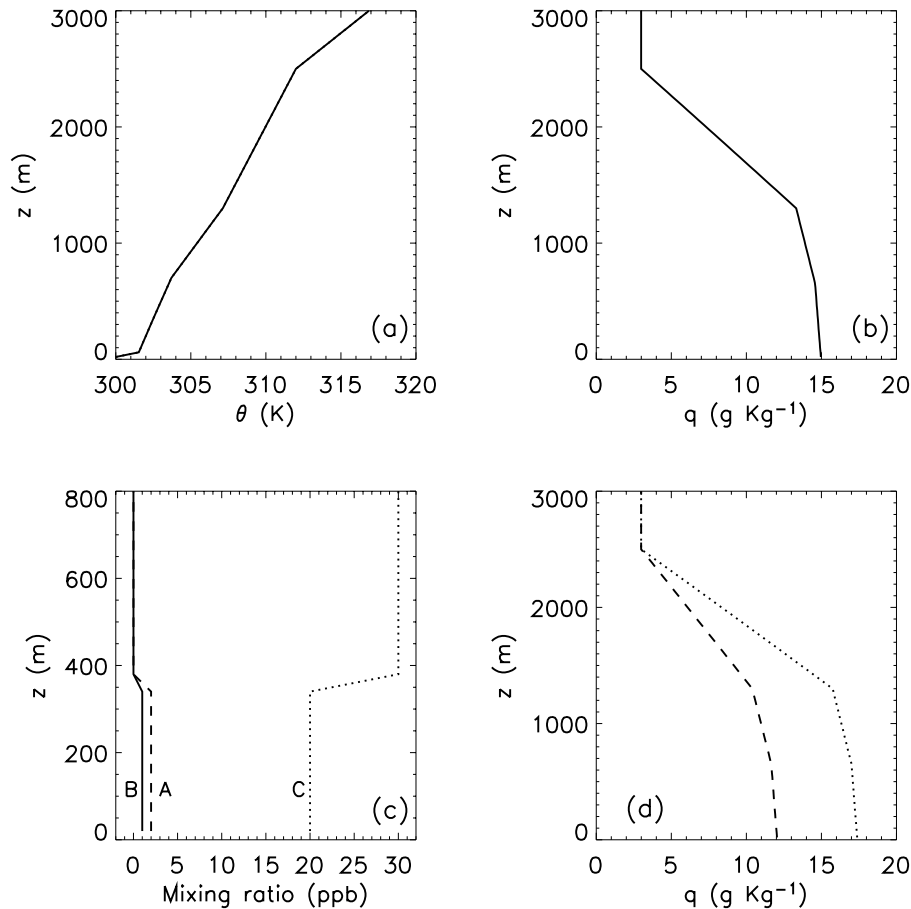 3000
2000
1000
0
z (m)
(a)
300 305 310 315 320
θ (K)
3000
2000
1000
0
z (m)
(b)
0 5 10 15 20
q (g Kg⁻¹)
800
600
400
200
0
z (m)
B A C
(c)
0 5 10 15 20 25 30
Mixing ratio (ppb)
3000
2000
1000
0
z (m)
(d)
0 5 10 15 20
q (g Kg⁻¹)